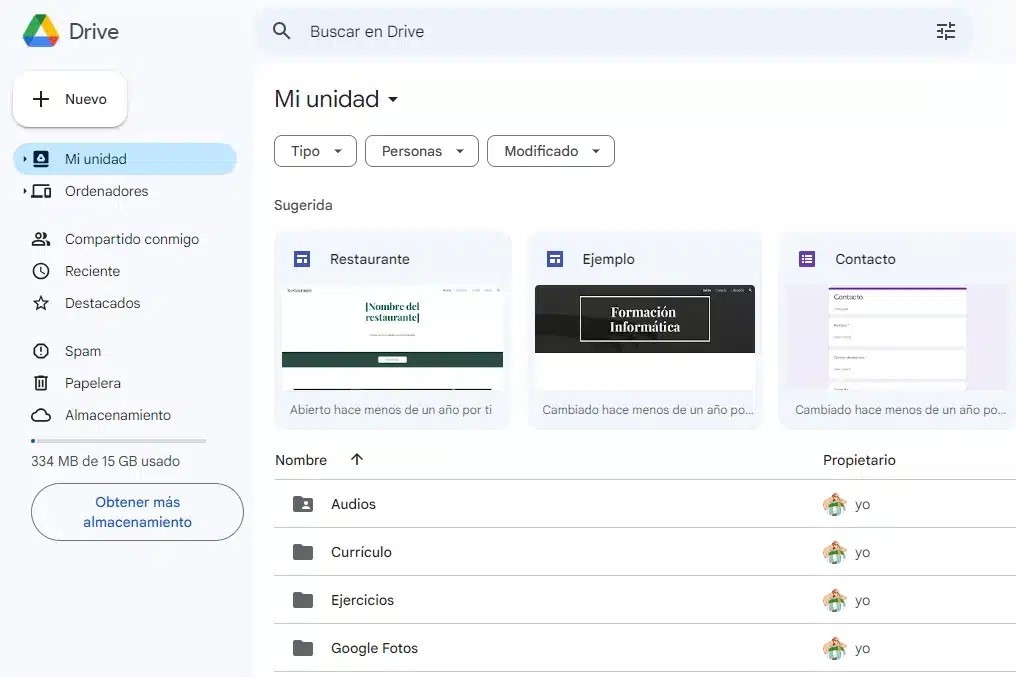 Drive
Buscar en Drive
Nuevo
Mi unidad
Ordenadores
Compartido conmigo
Reciente
Destacados
Spam
Papelera
Almacenamiento
334 MB de 15 GB usado
Obtener más
almacenamiento
Mi unidad
Tipo
Personas
Modificado
Sugerida
Restaurante
[Nombre del
restaurante]
Abierto hace menos de un año por ti
Ejemplo
Formación
Informática
Cambiado hace menos de un año po...
Contacto
Contacto
Cambiado hace menos de un año po...
Nombre
Propietario
Audios
yo
Currículo
yo
Ejercicios
yo
Google Fotos
yo